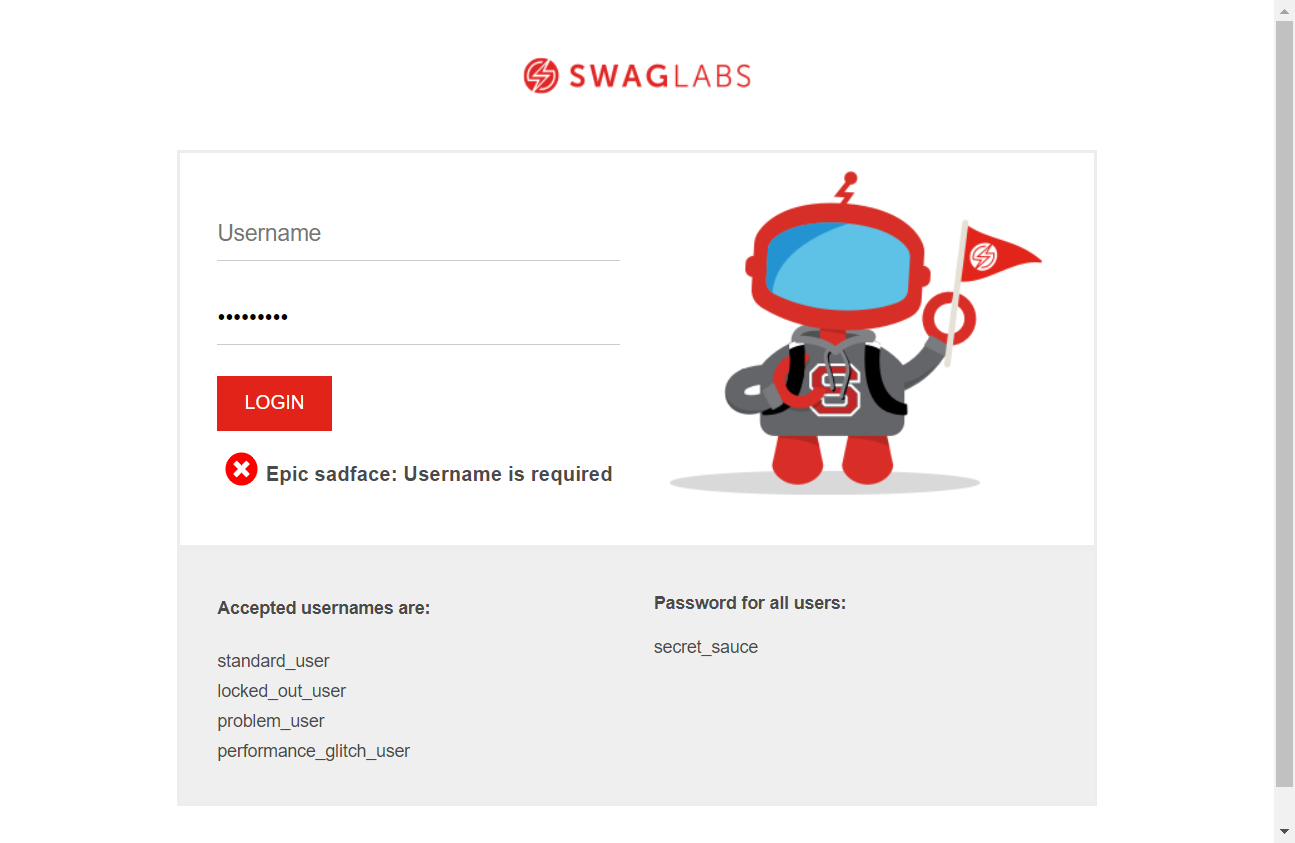 SWAGLABS
Username
•••••••••
LOGIN
Epic sadface: Username is required
S
Accepted usernames are:
standard_user
locked_out_user
problem_user
performance_glitch_user
Password for all users:
secret_sauce